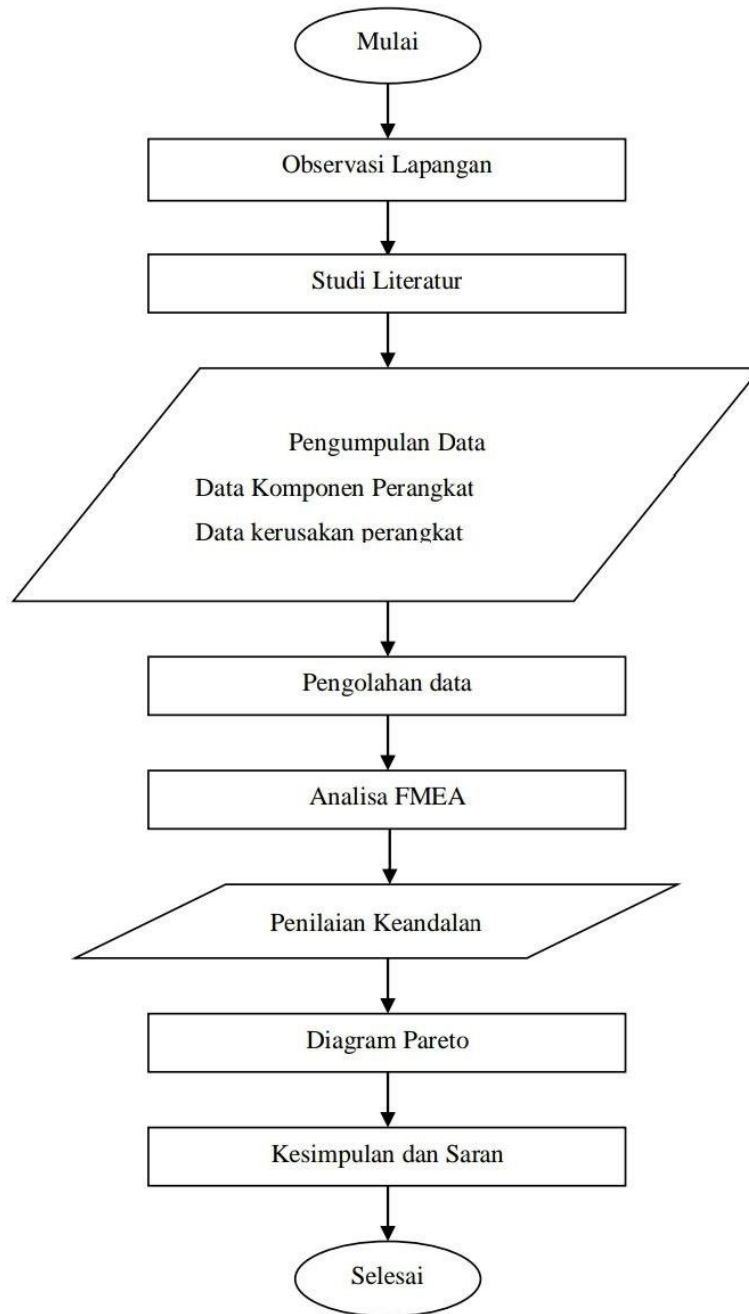 Mulai
Observasi Lapangan
Studi Literatur
Pengumpulan Data
Data Komponen Perangkat
Data kerusakan perangkat
Pengolahan data
Analisa FMEA
Penilaian Keandalan
Diagram Pareto
Kesimpulan dan Saran
Selesai